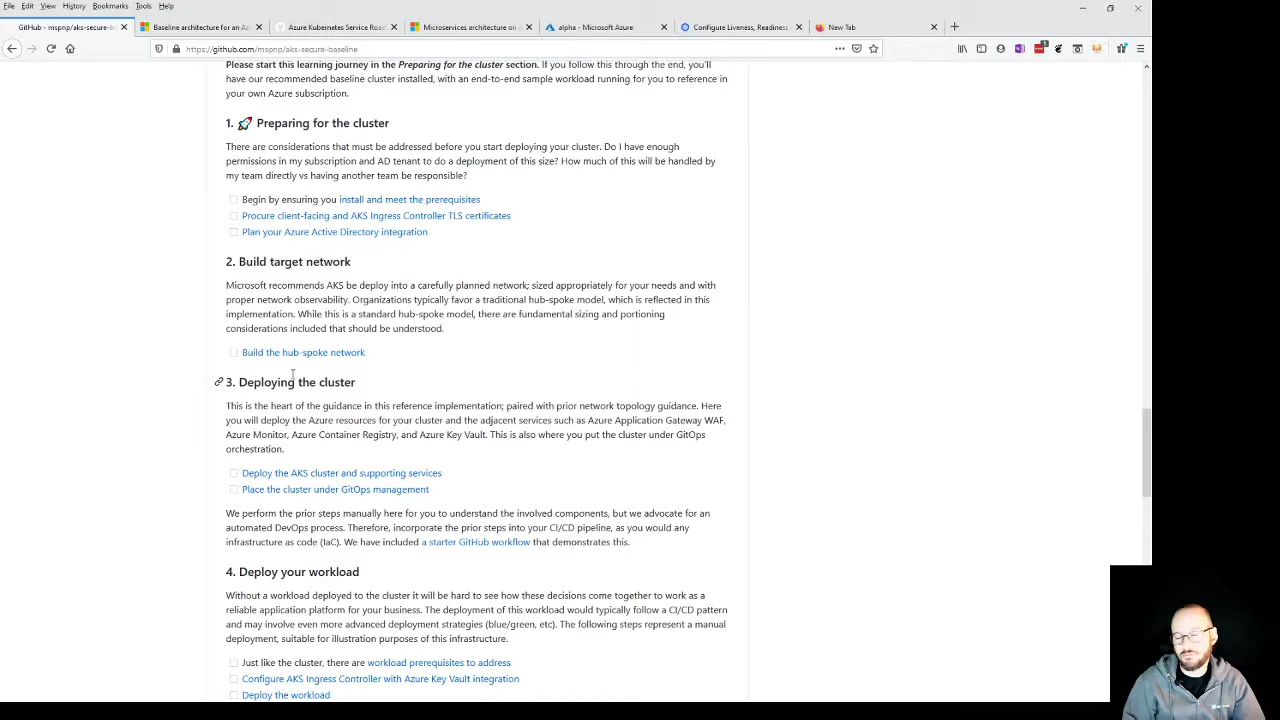 File Edit View History Bookmarks Tools Help
GitHub - mspnp/aks-secure-b
Baseline architecture for an Az
Azure Kubernetes Service Road
Microservices architecture on A
alpha - Microsoft Azure
Configure Liveness, Readiness
New Tab
https://github.com/mspnp/aks-secure-baseline
Please start this learning journey in the Preparing for the cluster section. If you follow this through the end, you'll
have our recommended baseline cluster installed, with an end-to-end sample workload running for you to reference in
your own Azure subscription.
1. 🚀 Preparing for the cluster
There are considerations that must be addressed before you start deploying your cluster. Do I have enough
permissions in my subscription and AD tenant to do a deployment of this size? How much of this will be handled by
my team directly vs having another team be responsible?
Begin by ensuring you install and meet the prerequisites
Procure client-facing and AKS Ingress Controller TLS certificates
Plan your Azure Active Directory integration
2. Build target network
Microsoft recommends AKS be deploy into a carefully planned network; sized appropriately for your needs and with
proper network observability. Organizations typically favor a traditional hub-spoke model, which is reflected in this
implementation. While this is a standard hub-spoke model, there are fundamental sizing and portioning
considerations included that should be understood.
Build the hub-spoke network
3. Deploying the cluster
This is the heart of the guidance in this reference implementation; paired with prior network topology guidance. Here
you will deploy the Azure resources for your cluster and the adjacent services such as Azure Application Gateway WAF,
Azure Monitor, Azure Container Registry, and Azure Key Vault. This is also where you put the cluster under GitOps
orchestration.
Deploy the AKS cluster and supporting services
Place the cluster under GitOps management
We perform the prior steps manually here for you to understand the involved components, but we advocate for an
automated DevOps process. Therefore, incorporate the prior steps into your CI/CD pipeline, as you would any
infrastructure as code (IaC). We have included a starter GitHub workflow that demonstrates this.
4. Deploy your workload
Without a workload deployed to the cluster it will be hard to see how these decisions come together to work as a
reliable application platform for your business. The deployment of this workload would typically follow a CI/CD pattern
and may involve even more advanced deployment strategies (blue/green, etc). The following steps represent a manual
deployment, suitable for illustration purposes of this infrastructure.
Just like the cluster, there are workload prerequisites to address
Configure AKS Ingress Controller with Azure Key Vault integration
Deploy the workload